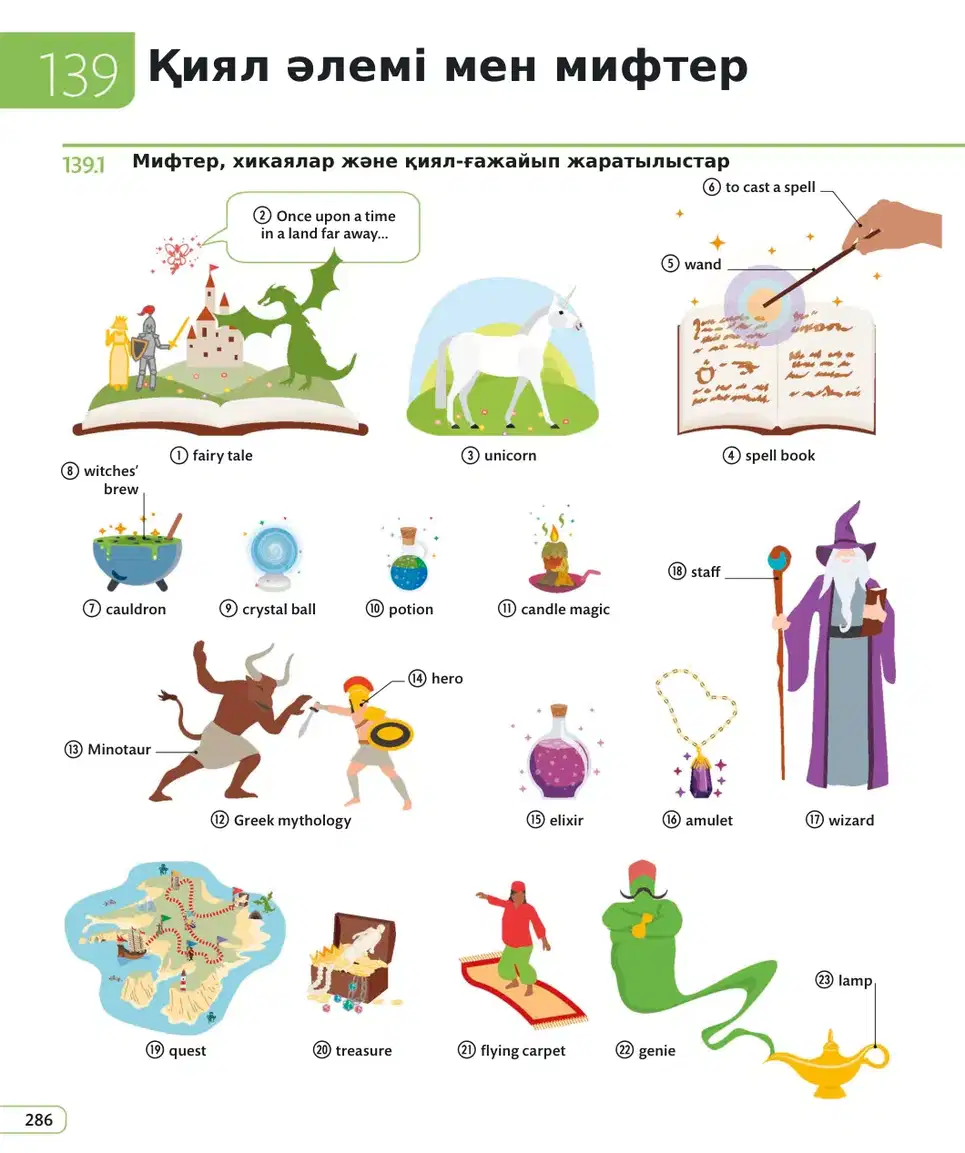 139
Қиял әлемі мен мифтер
139.1 Мифтер, хикаялар және қиял-ғажайып жаратылыстар
② Once upon a time
in a land far away...
① fairy tale
③ unicorn
⑥ to cast a spell
⑤ wand
④ spell book
⑧ witches’
brew
⑦ cauldron
⑨ crystal ball
⑩ potion
⑪ candle magic
⑱ staff
⑭ hero
⑬ Minotaur
⑫ Greek mythology
⑮ elixir
⑯ amulet
⑰ wizard
⑲ quest
⑳ treasure
㉑ flying carpet
㉒ genie
㉓ lamp
286